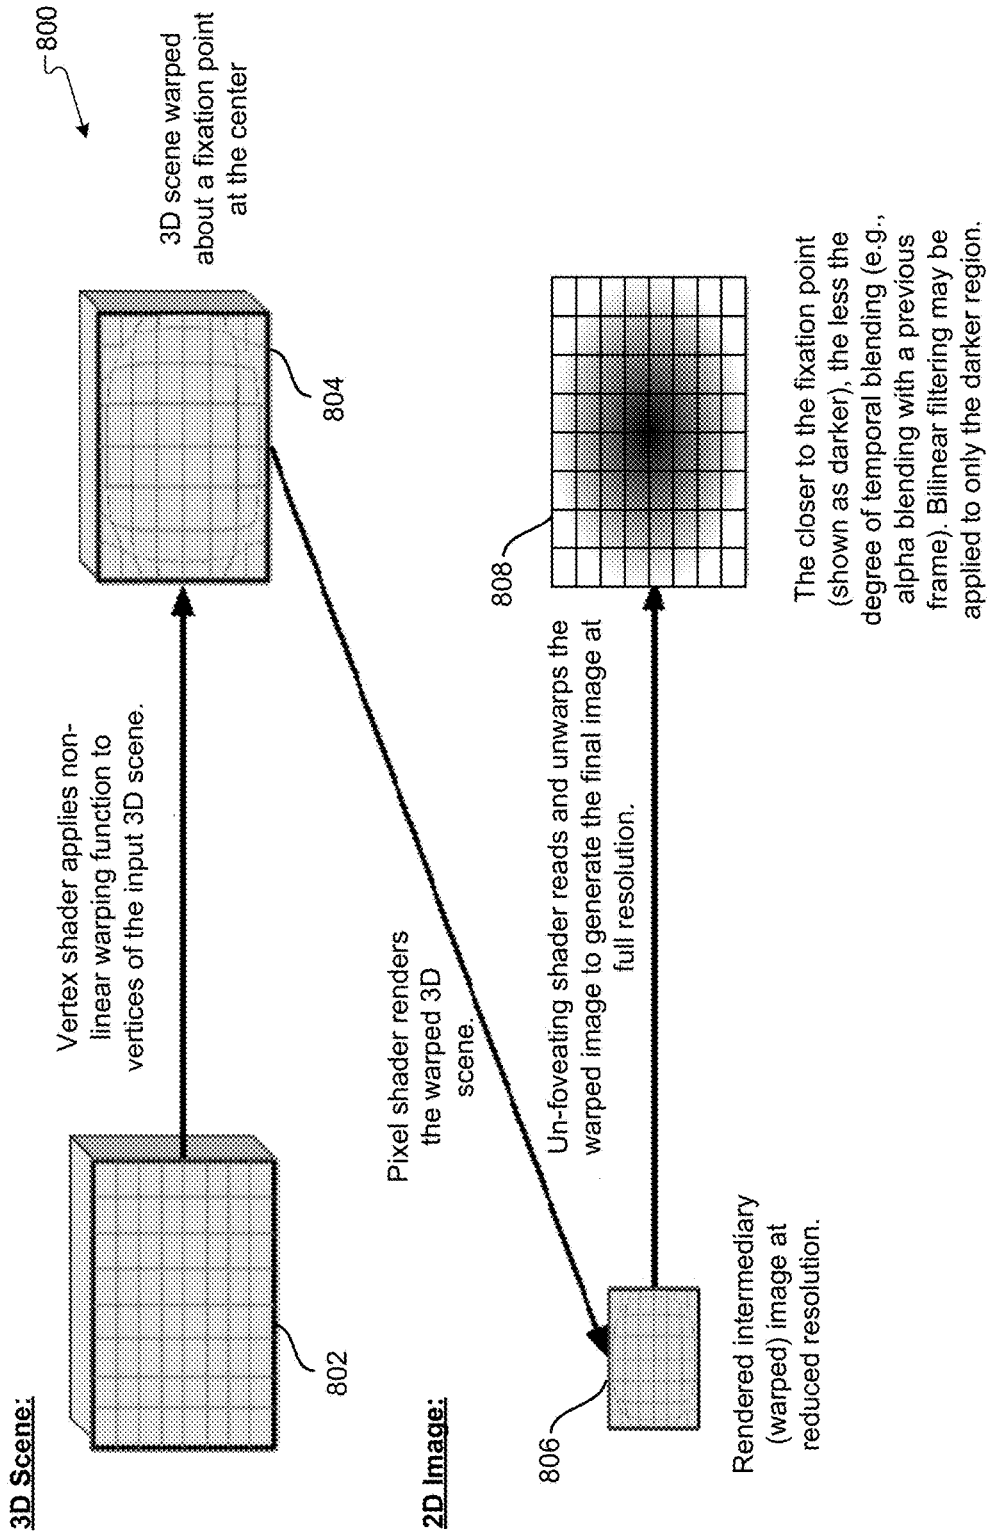 800
3D Scene:
802
Vertex shader applies non-
linear warping function to
vertices of the input 3D scene.
804
3D scene warped
about a fixation point
at the center
Pixel shader renders
the warped 3D
scene.
2D Image:
806
Rendered intermediary
(warped) image at
reduced resolution.
Un-foveating shader reads and unwarps the
warped image to generate the final image at
full resolution.
808
The closer to the fixation point
(shown as darker), the less the
degree of temporal blending (e.g.,
alpha blending with a previous
frame). Bilinear filtering may be
applied to only the darker region.